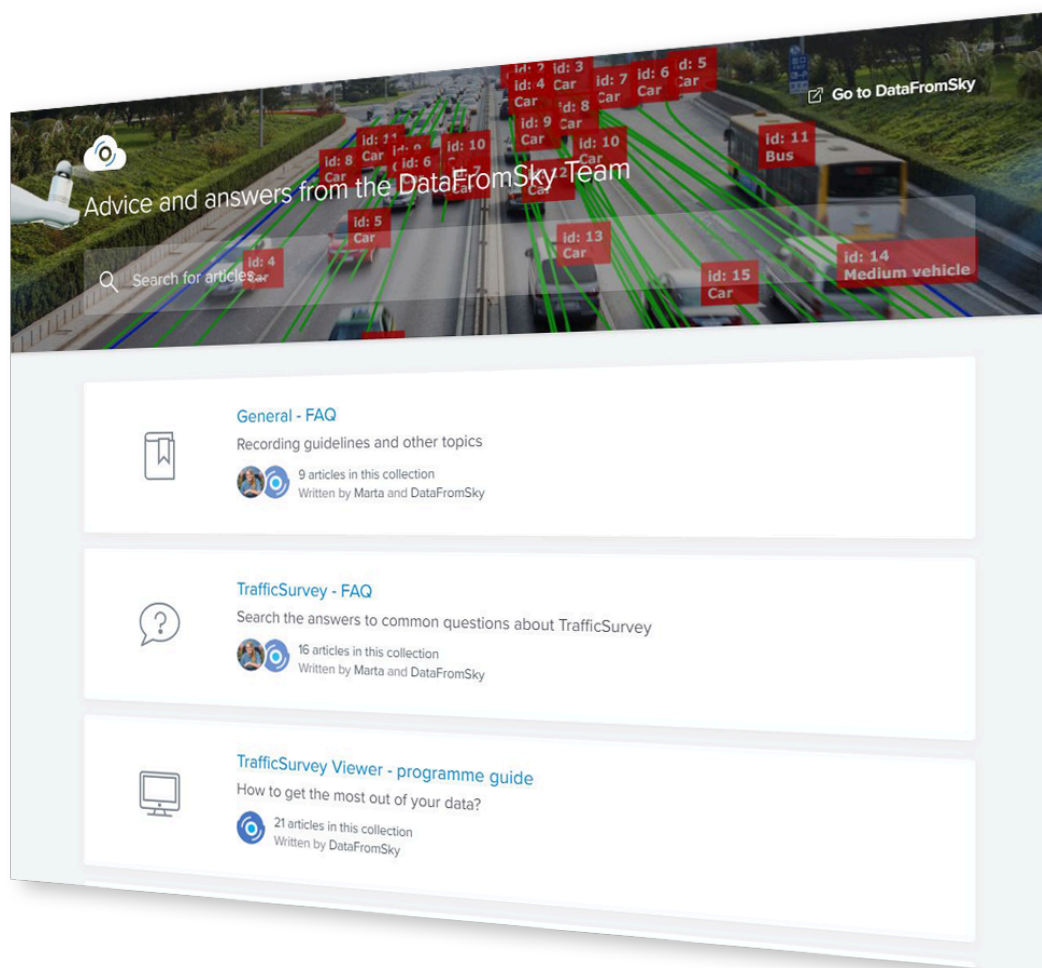 id: 2
id: 3
Car
id: 4
Car
id: 7
Car
id: 6
Car
id: 5
Car
id: 8
Car
id: 9
Car
id: 10
Car
Go to DataFromSky
id: 11
Bus
id: 8
Car
id: 6
Car
id: 10
Advice and answers from the DataFromSky Team
id: 5
Car
id: 13
Car
id: 4
Car
Search for articles...
id: 15
Car
id: 14
Medium vehicle
General - FAQ
Recording guidelines and other topics
9 articles in this collection
Written by Marta and DataFromSky
TrafficSurvey - FAQ
Search the answers to common questions about TrafficSurvey
16 articles in this collection
Written by Marta and DataFromSky
TrafficSurvey Viewer - programme guide
How to get the most out of your data?
21 articles in this collection
Written by DataFromSky